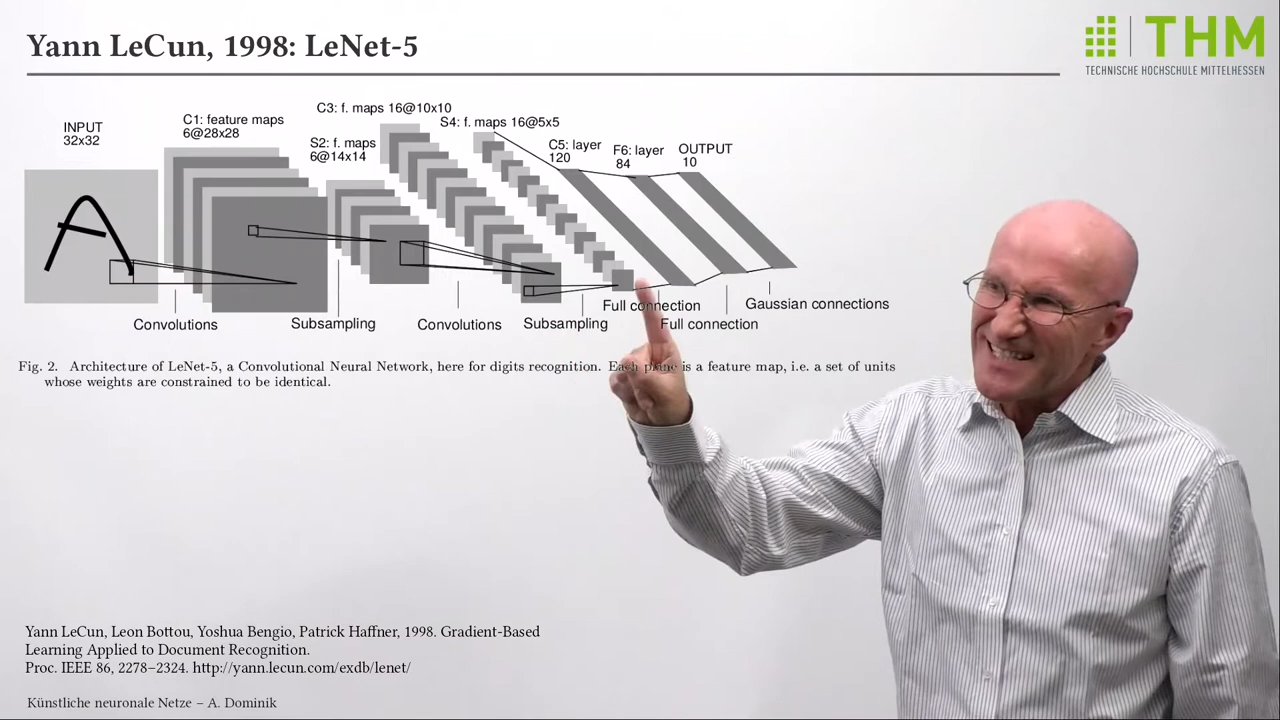 Yann LeCun, 1998: LeNet-5
THM
TECHNISCHE HOCHSCHULE MITTELHESSEN
INPUT
32x32
C1: feature maps
6@28x28
S2: f. maps
6@14x14
C3: f. maps 16@10x10
S4: f. maps 16@5x5
C5: layer
120
F6: layer
84
OUTPUT
10
A
Convolutions
Subsampling
Convolutions
Subsampling
Full connection
Full connection
Gaussian connections
Fig. 2. Architecture of LeNet-5, a Convolutional Neural Network, here for digits recognition. Each plane is a feature map, i.e. a set of units
whose weights are constrained to be identical.
Yann LeCun, Leon Bottou, Yoshua Bengio, Patrick Haffner, 1998. Gradient-Based
Learning Applied to Document Recognition.
Proc. IEEE 86, 2278–2324. http://yann.lecun.com/exdb/lenet/
Künstliche neuronale Netze – A. Dominik